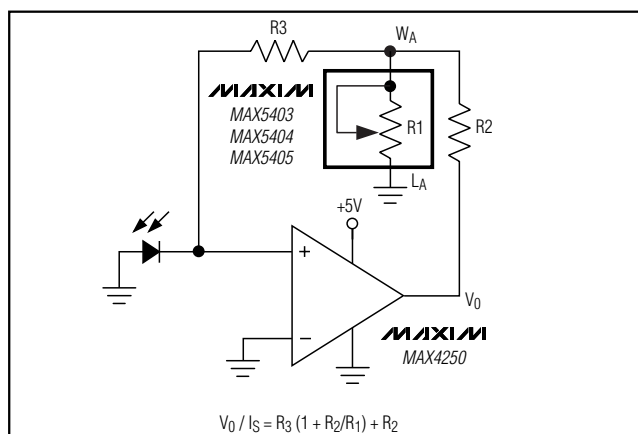 R3
WA
MAXIM
MAX5403
MAX5404
MAX5405
R1
R2
LA
+5V
+
−
V0
MAXIM
MAX4250
V0 / IS = R3 (1 + R2/R1) + R2